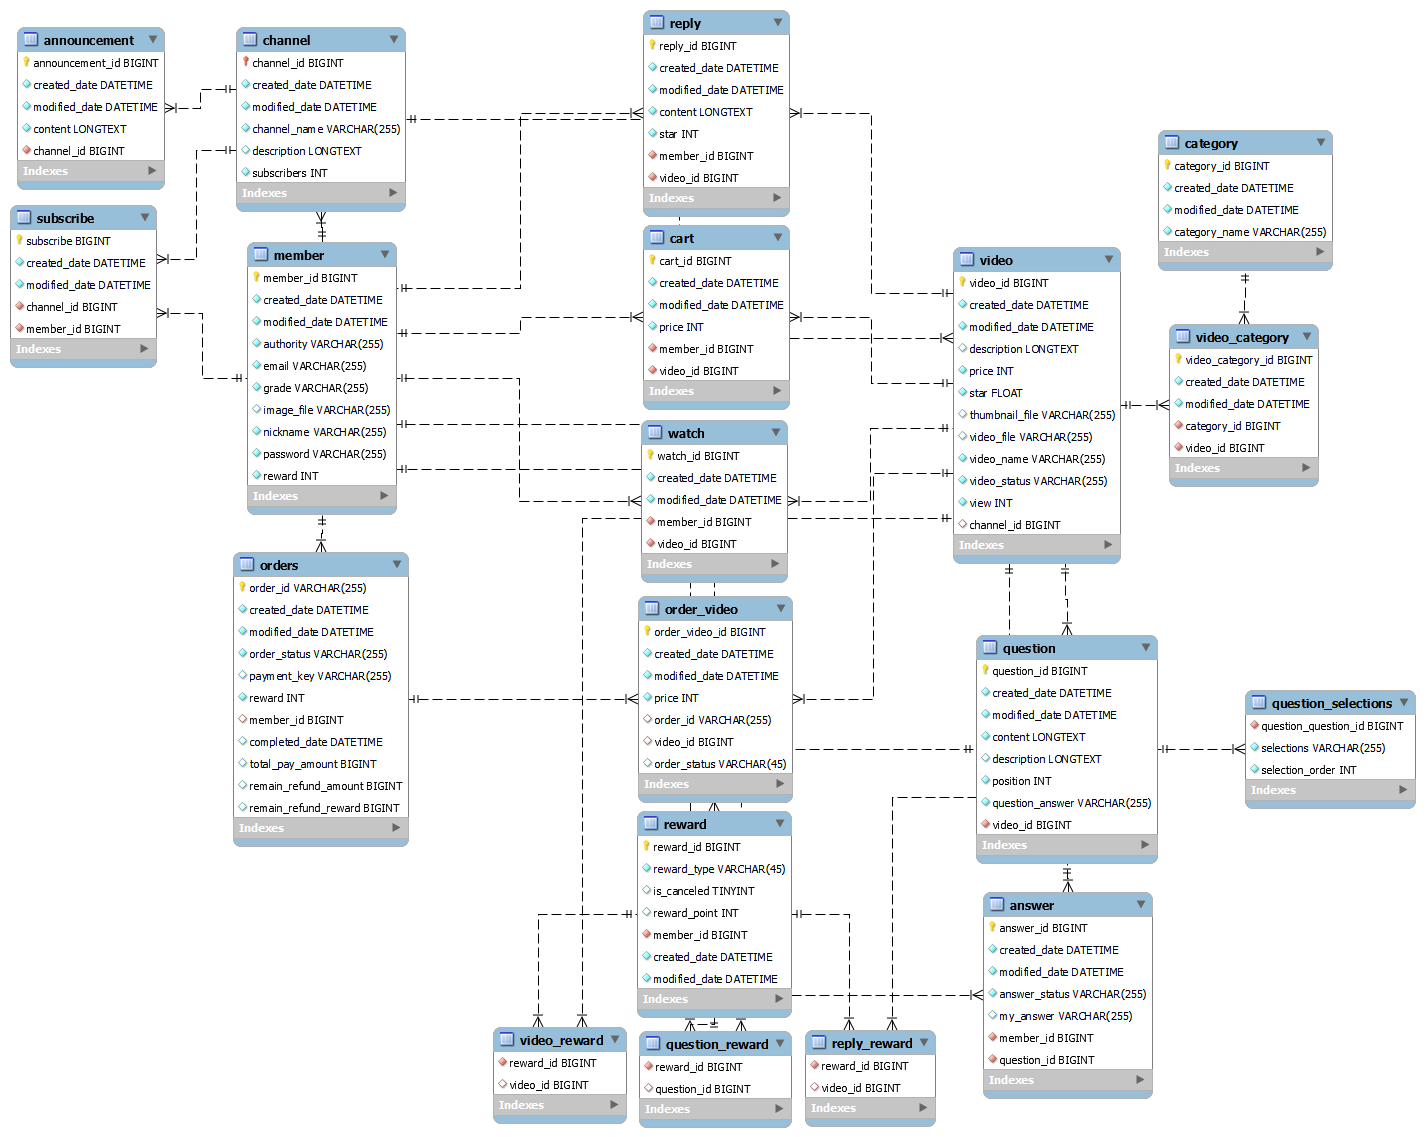 announcement
announcement_id BIGINT
created_date DATETIME
modified_date DATETIME
content LONGTEXT
channel_id BIGINT
Indexes
channel
channel_id BIGINT
created_date DATETIME
modified_date DATETIME
channel_name VARCHAR(255)
description LONGTEXT
subscribers INT
Indexes
reply
reply_id BIGINT
created_date DATETIME
modified_date DATETIME
content LONGTEXT
star INT
member_id BIGINT
video_id BIGINT
Indexes
category
category_id BIGINT
created_date DATETIME
modified_date DATETIME
category_name VARCHAR(255)
Indexes
subscribe
subscribe BIGINT
created_date DATETIME
modified_date DATETIME
channel_id BIGINT
member_id BIGINT
Indexes
member
member_id BIGINT
created_date DATETIME
modified_date DATETIME
authority VARCHAR(255)
email VARCHAR(255)
grade VARCHAR(255)
image_file VARCHAR(255)
nickname VARCHAR(255)
password VARCHAR(255)
reward INT
Indexes
cart
cart_id BIGINT
created_date DATETIME
modified_date DATETIME
price INT
member_id BIGINT
video_id BIGINT
Indexes
video
video_id BIGINT
created_date DATETIME
modified_date DATETIME
description LONGTEXT
price INT
star FLOAT
thumbnail_file VARCHAR(255)
video_file VARCHAR(255)
video_name VARCHAR(255)
video_status VARCHAR(255)
view INT
channel_id BIGINT
Indexes
video_category
video_category_id BIGINT
created_date DATETIME
modified_date DATETIME
category_id BIGINT
video_id BIGINT
Indexes
watch
watch_id BIGINT
created_date DATETIME
modified_date DATETIME
member_id BIGINT
video_id BIGINT
Indexes
orders
order_id VARCHAR(255)
created_date DATETIME
modified_date DATETIME
order_status VARCHAR(255)
payment_key VARCHAR(255)
reward INT
member_id BIGINT
completed_date DATETIME
total_pay_amount BIGINT
remain_refund_amount BIGINT
remain_refund_reward BIGINT
Indexes
order_video
order_video_id BIGINT
created_date DATETIME
modified_date DATETIME
price INT
order_id VARCHAR(255)
video_id BIGINT
order_status VARCHAR(45)
Indexes
question
question_id BIGINT
created_date DATETIME
modified_date DATETIME
content LONGTEXT
description LONGTEXT
position INT
question_answer VARCHAR(255)
video_id BIGINT
Indexes
question_selections
question_question_id BIGINT
selections VARCHAR(255)
selection_order INT
Indexes
reward
reward_id BIGINT
reward_type VARCHAR(45)
is_canceled TINYINT
reward_point INT
member_id BIGINT
created_date DATETIME
modified_date DATETIME
Indexes
answer
answer_id BIGINT
created_date DATETIME
modified_date DATETIME
answer_status VARCHAR(255)
my_answer VARCHAR(255)
member_id BIGINT
question_id BIGINT
Indexes
video_reward
reward_id BIGINT
video_id BIGINT
Indexes
question_reward
reward_id BIGINT
question_id BIGINT
Indexes
reply_reward
reward_id BIGINT
video_id BIGINT
Indexes